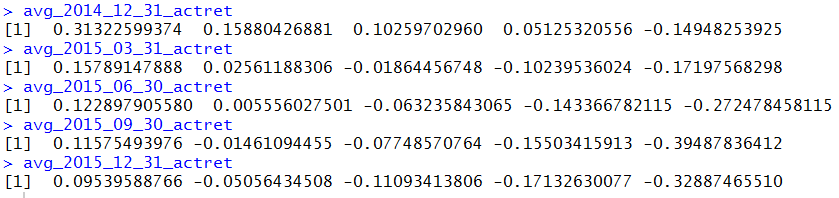 > avg_2014_12_31_actret
[1]  0.31322599374  0.15880426881  0.10259702960  0.05125320556 -0.14948253925
> avg_2015_03_31_actret
[1]  0.15789147888  0.02561188306 -0.01864456748 -0.10239536024 -0.17197568298
> avg_2015_06_30_actret
[1]  0.122897905580  0.005556027501 -0.063235843065 -0.143366782115 -0.272478458115
> avg_2015_09_30_actret
[1]  0.11575493976 -0.01461094455 -0.07748570764 -0.15503415913 -0.39487836412
> avg_2015_12_31_actret
[1]  0.09539588766 -0.05056434508 -0.11093413806 -0.17132630077 -0.32887465510